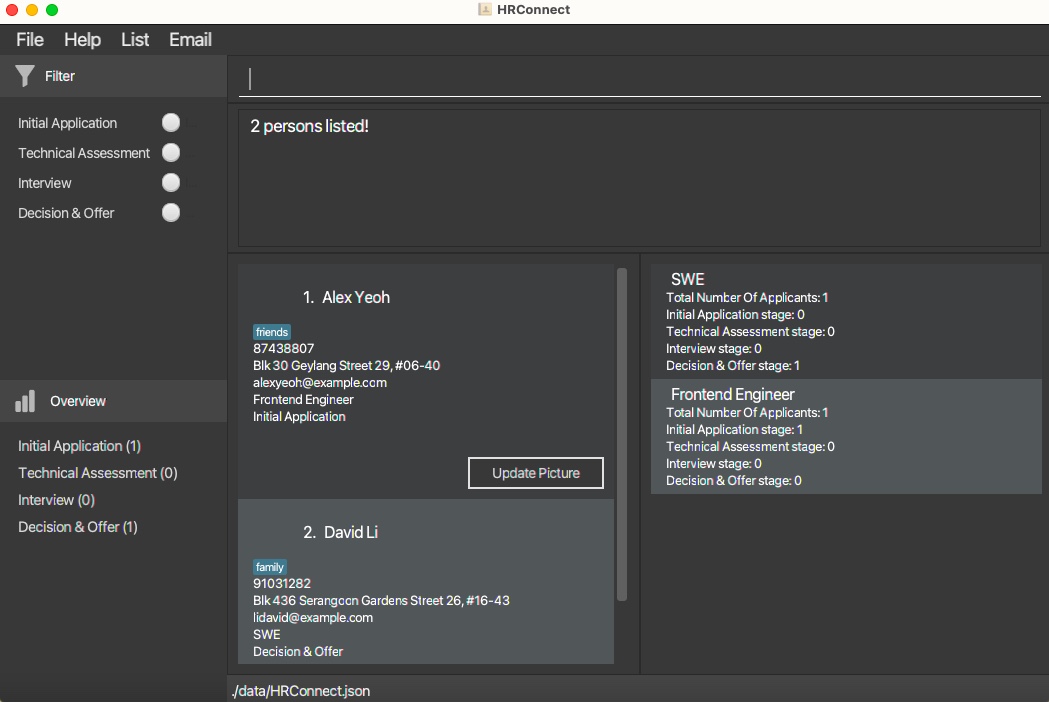 HRConnect
File Help List Email
Filter
Initial Application
Technical Assessment
Interview
Decision & Offer
Overview
Initial Application (1)
Technical Assessment (0)
Interview (0)
Decision & Offer (1)
2 persons listed!
1. Alex Yeoh
friends
87438807
Blk 30 Geylang Street 29, #06-40
alexyeoh@example.com
Frontend Engineer
Initial Application
Update Picture
2. David Li
family
91031282
Blk 436 Serangoon Gardens Street 26, #16-43
lidavid@example.com
SWE
Decision & Offer
SWE
Total Number Of Applicants: 1
Initial Application stage: 0
Technical Assessment stage: 0
Interview stage: 0
Decision & Offer stage: 1
Frontend Engineer
Total Number Of Applicants: 1
Initial Application stage: 1
Technical Assessment stage: 0
Interview stage: 0
Decision & Offer stage: 0
./data/HRConnect.json